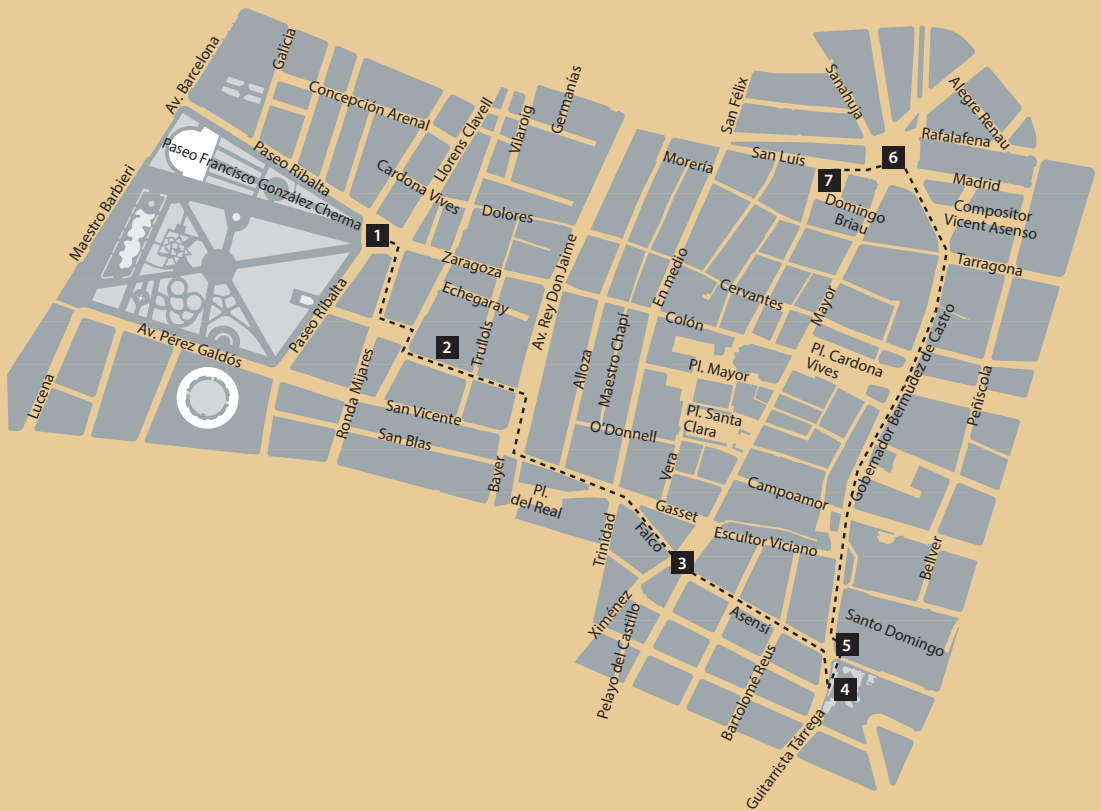 Av. Barcelona
Galicia
Concepción Arenal
Llorens Clavell
Vilaroig
Germanías
San Félix
Sanahuja
Alegre Renau
Rafalafena
6
Paseo Francisco González Cherma
Paseo Ribalta
Cardona Vives
Morería
San Luís
7
Madrid
Maestro Barbieri
Dolores
Domingo
Briau
Compositor
Vicent Asenso
1
Zaragoza
Av. Rey Don Jaime
En medio
Tarragona
Echegaray
Cervantes
Mayor
Paseo Ribalta
Colón
Av. Pérez Galdós
2
Trullols
Alloza
Maestro Chapí
Pl. Mayor
Pl. Cardona
Vives
Gobernador Bermúdez de Castro
Peñíscola
Lucena
Ronda Mijares
San Vicente
San Blas
O'Donnell
Pl. Santa
Clara
Bayer
Vera
Campoamor
Pl.
del Real
Trinidad
Falcó
Gasset
Escultor Viciano
Bellver
3
Ximénez
Pelayo del Castillo
Asensi
Santo Domingo
5
Bartolomé Reus
4
Guitarrista Tárrega